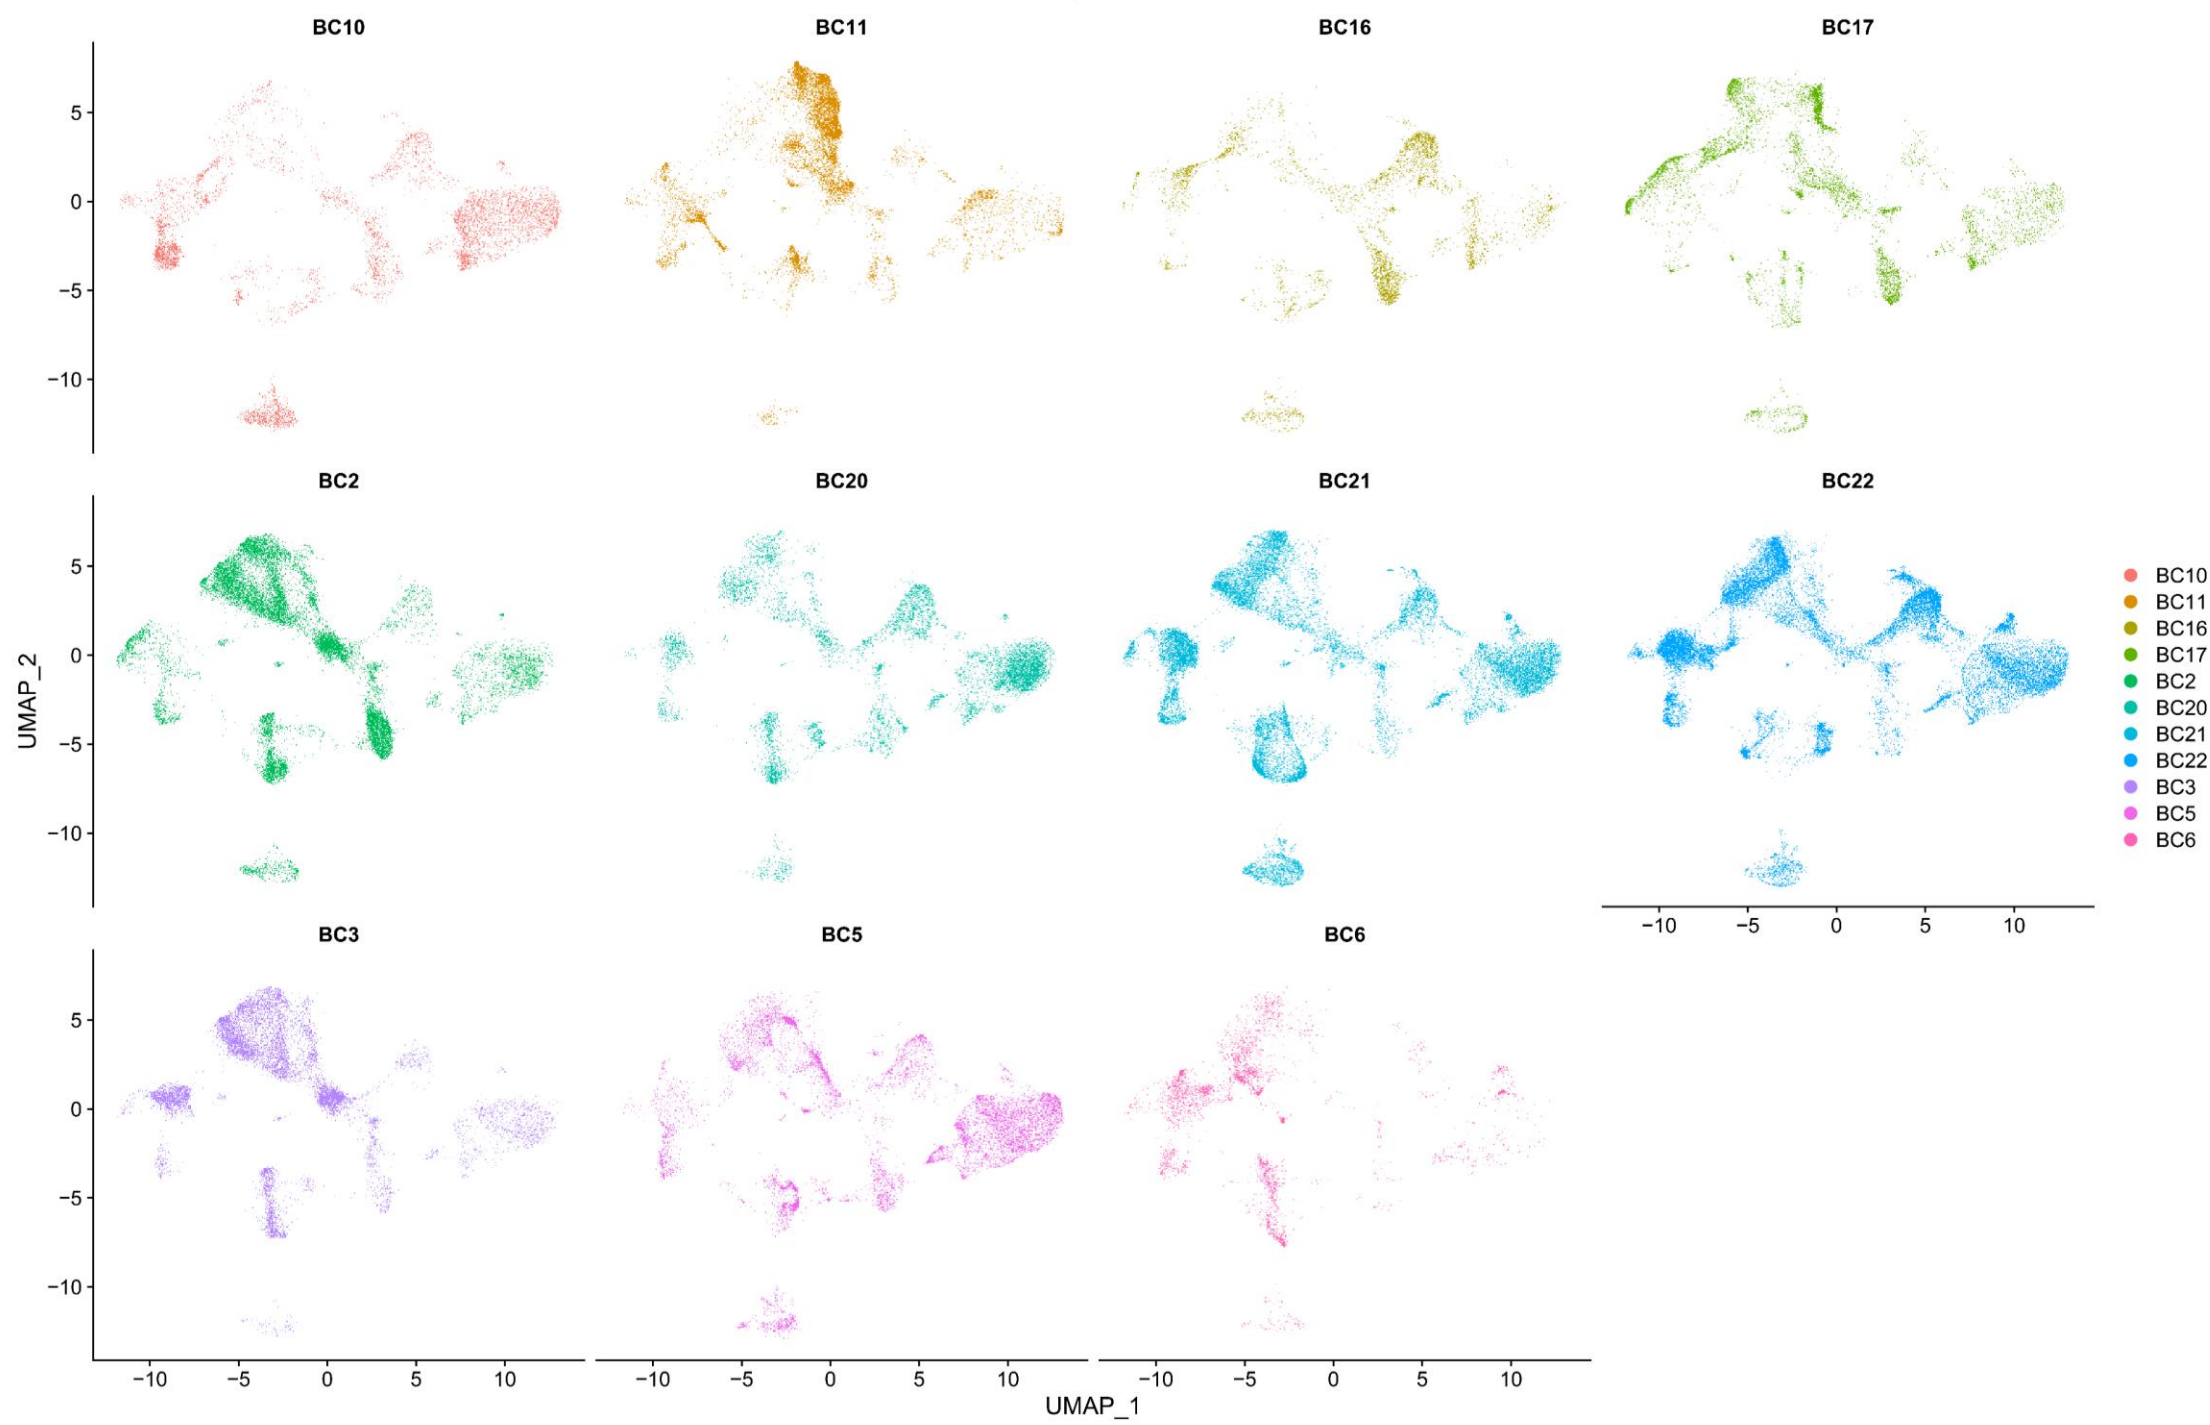 BC10 BC11 BC16 BC17
5
0
−5
−10
BC2 BC20 BC21 BC22
5
0
−5
−10
−10 −5 0 5 10
BC3 BC5 BC6
5
0
−5
−10
−10 −5 0 5 10 −10 −5 0 5 10 −10 −5 0 5 10
UMAP_1
UMAP_2
BC10
BC11
BC16
BC17
BC2
BC20
BC21
BC22
BC3
BC5
BC6